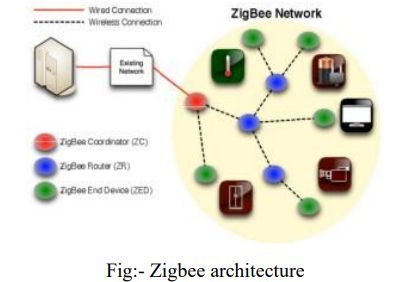 Wired Connection
Wireless Connection
ZigBee Network
Existing
Network
ZigBee Coordinator (ZC)
ZigBee Router (ZR)
ZigBee End Device (ZED)
Fig:- Zigbee architecture